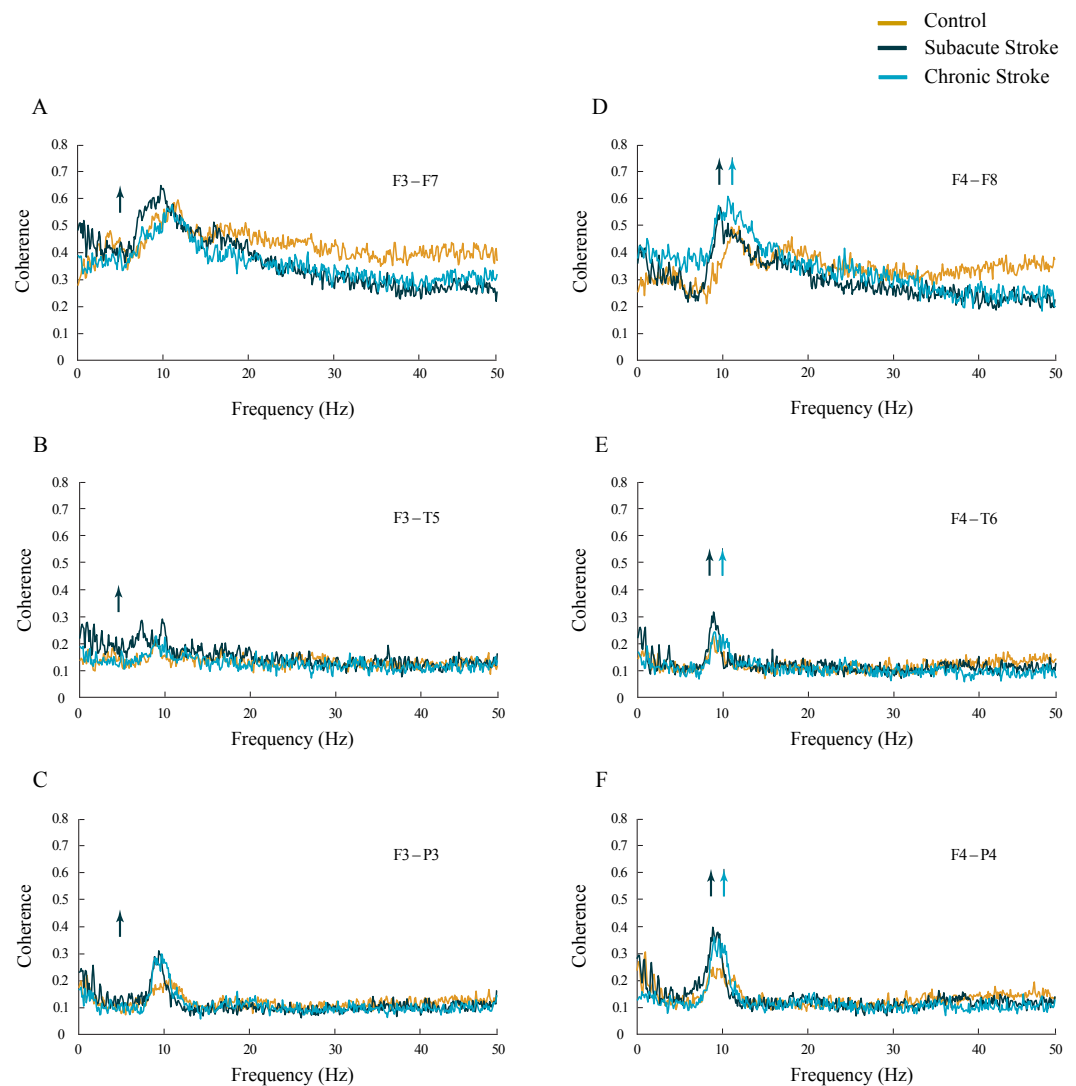 Control
Subacute Stroke
Chronic Stroke
A
0.8
0.7
0.6
0.5
0.4
0.3
0.2
0.1
0
Coherence
F3–F7
0 10 20 30 40 50
Frequency (Hz)
D
0.8
0.7
0.6
0.5
0.4
0.3
0.2
0.1
0
Coherence
F4–F8
0 10 20 30 40 50
Frequency (Hz)
B
0.8
0.7
0.6
0.5
0.4
0.3
0.2
0.1
0
Coherence
F3–T5
0 10 20 30 40 50
Frequency (Hz)
E
0.8
0.7
0.6
0.5
0.4
0.3
0.2
0.1
0
Coherence
F4–T6
0 10 20 30 40 50
Frequency (Hz)
C
0.8
0.7
0.6
0.5
0.4
0.3
0.2
0.1
0
Coherence
F3–P3
0 10 20 30 40 50
Frequency (Hz)
F
0.8
0.7
0.6
0.5
0.4
0.3
0.2
0.1
0
Coherence
F4–P4
0 10 20 30 40 50
Frequency (Hz)